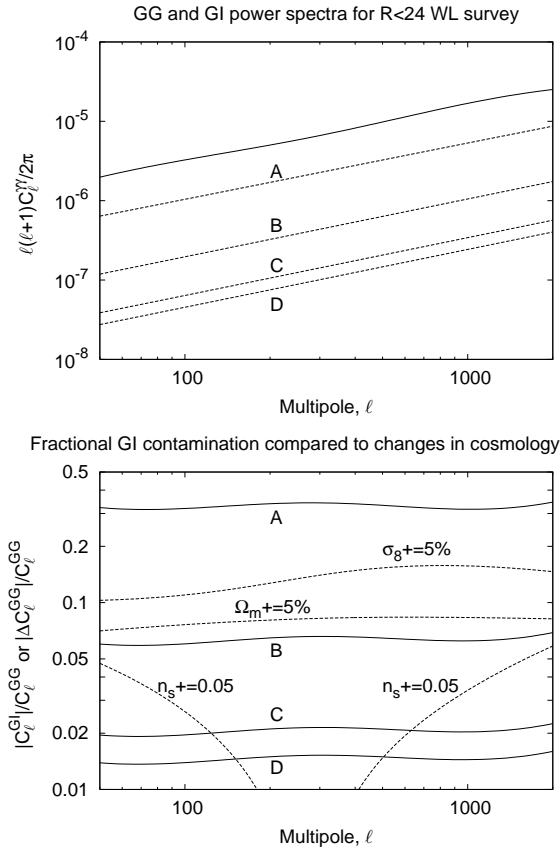 GG and GI power spectra for R<24 WL survey
10⁻⁴
10⁻⁵
10⁻⁶
10⁻⁷
10⁻⁸
ℓ(ℓ+1)C_ℓ^γγ/2π
A
B
C
D
100 1000
Multipole, ℓ
Fractional GI contamination compared to changes in cosmology
0.5
0.2
0.1
0.05
0.02
0.01
|C_ℓ^GI|/C_ℓ^GG or |ΔC_ℓ^GG|/C_ℓ^GG
A
σ₈+=5%
Ωₘ+=5%
B
nₛ+=0.05 nₛ+=0.05
C
D
100 1000
Multipole, ℓ